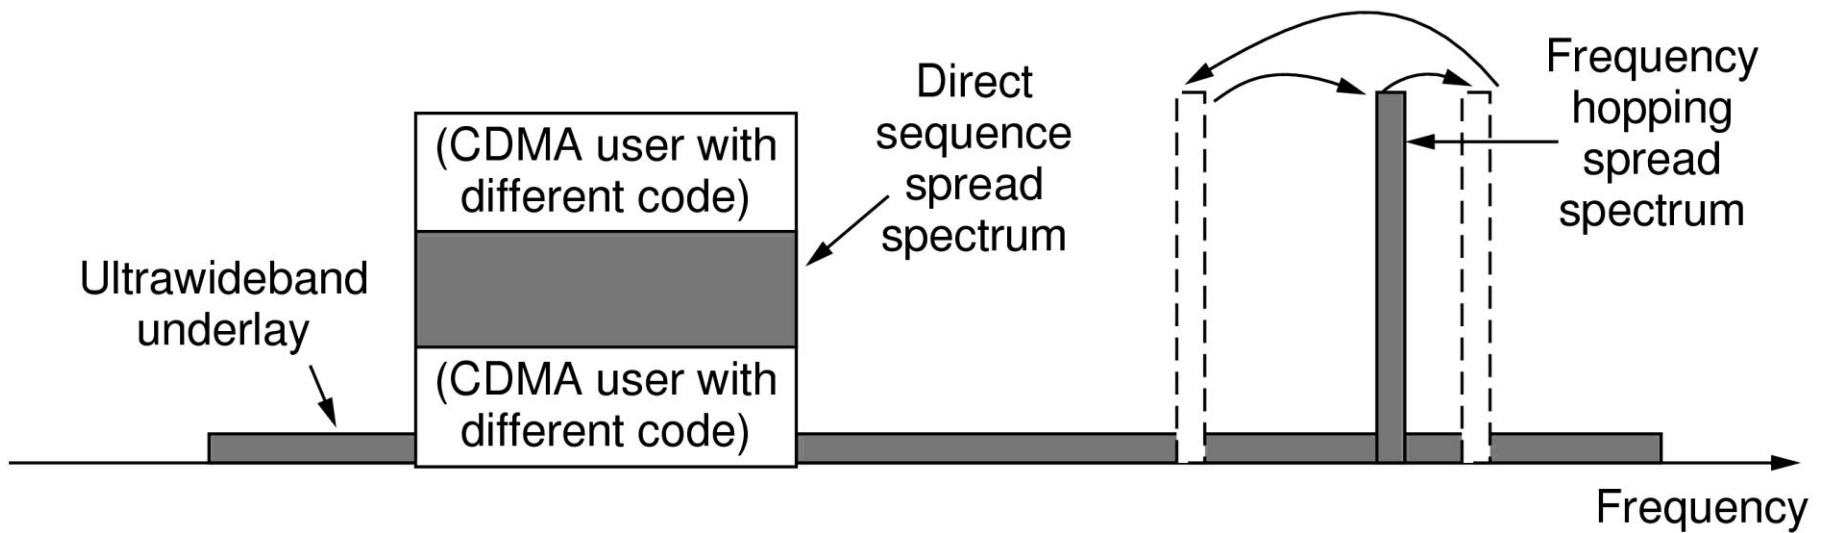 Ultrawideband
underlay
(CDMA user with
different code)
(CDMA user with
different code)
Direct
sequence
spread
spectrum
Frequency
hopping
spread
spectrum
Frequency